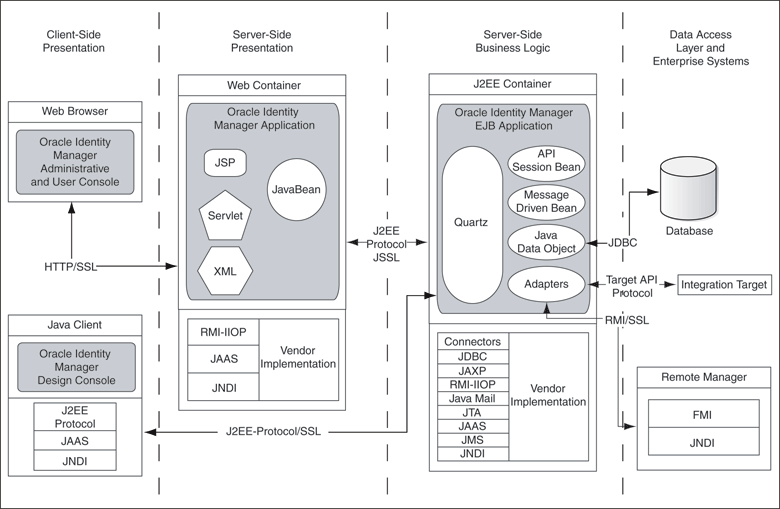 Client-Side
Presentation
Server-Side
Presentation
Server-Side
Business Logic
Data Access
Layer and
Enterprise Systems
Web Browser
Oracle Identity
Manager
Administrative
and User Console
HTTP/SSL
Java Client
Oracle Identity
Manager
Design Console
J2EE
Protocol
JAAS
JNDI
Web Container
Oracle Identity
Manager Application
JSP
JavaBean
Servlet
XML
RMI-IIOP
JAAS
JNDI
Vendor
Implementation
J2EE
Protocol
JSSL
J2EE-Protocol/SSL
J2EE Container
Oracle Identity Manager
EJB Application
Quartz
API
Session Bean
Message
Driven Bean
Java
Data Object
Adapters
Connectors
JDBC
JAXP
RMI-IIOP
Java Mail
JTA
JAAS
JMS
JNDI
Vendor
Implementation
JDBC
Database
Target API
Protocol
Integration Target
RMI/SSL
Remote Manager
FMI
JNDI